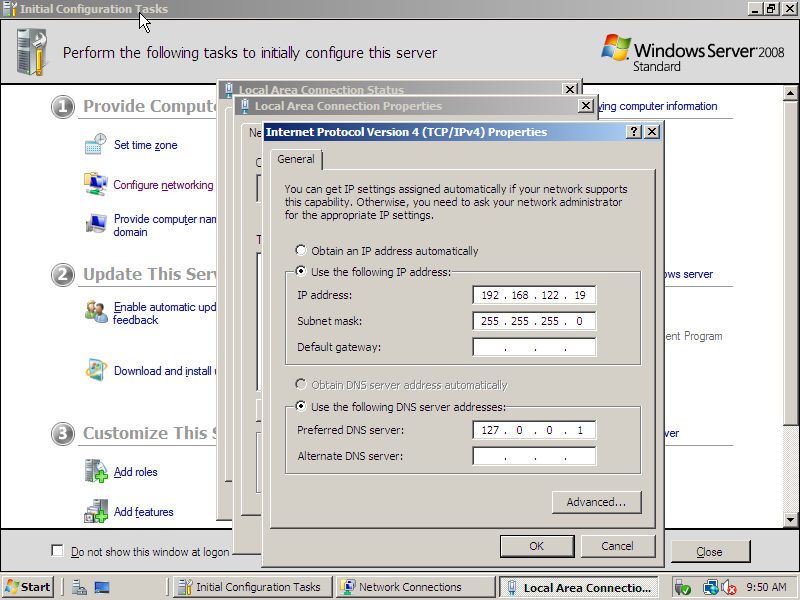 Initial Configuration Tasks
Perform the following tasks to initially configure this server
Windows Server 2008
Standard
Local Area Connection Status
Local Area Connection Properties
Internet Protocol Version 4 (TCP/IPv4) Properties
General
You can get IP settings assigned automatically if your network supports
this capability. Otherwise, you need to ask your network administrator
for the appropriate IP settings.
Obtain an IP address automatically
Use the following IP address:
IP address: 192 . 168 . 122 . 19
Subnet mask: 255 . 255 . 255 . 0
Default gateway: . . .
Obtain DNS server address automatically
Use the following DNS server addresses:
Preferred DNS server: 127 . 0 . 0 . 1
Alternate DNS server: . . .
Advanced...
OK Cancel
1 Provide Compute
computer information
Set time zone
Configure networking
Provide computer
domain
2 Update This
server
Enable automatic
feedback
Program
Download and install
3 Customize This
Add roles
Add features
Do not show this window at logon
Close
Start Initial Configuration Tasks Network Connections Local Area Connectio... 9:50 AM